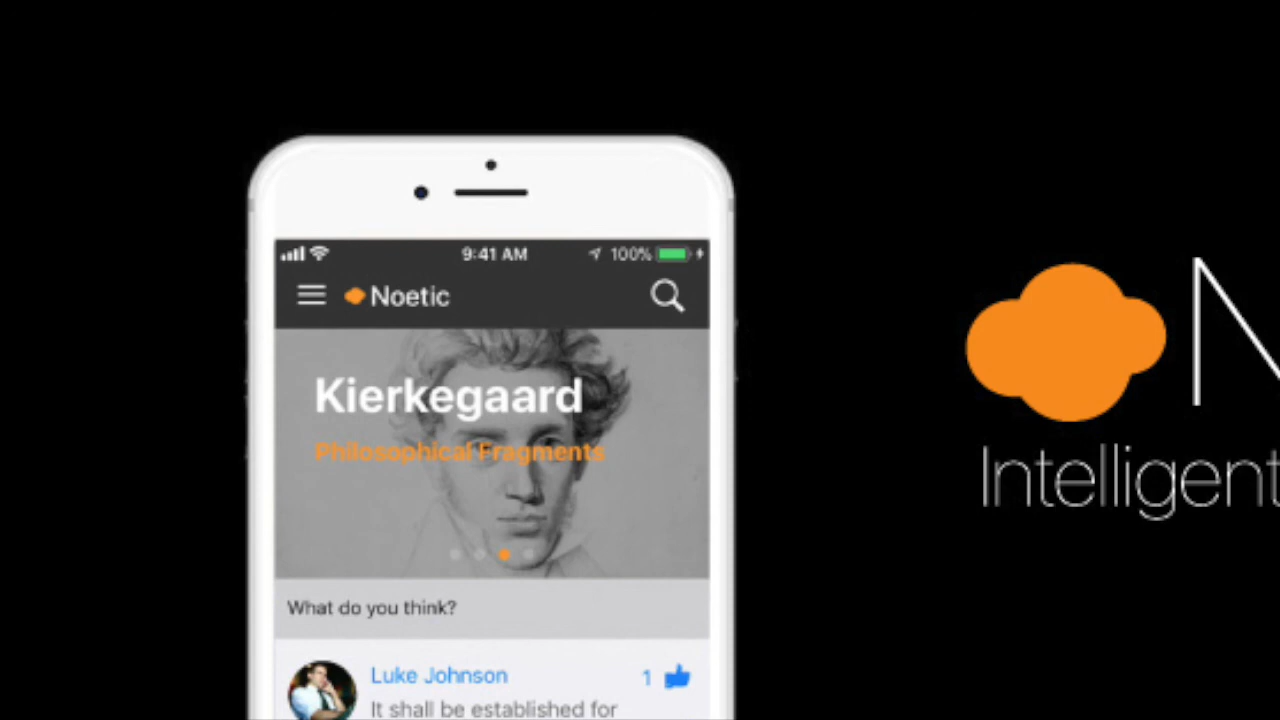 9:41 AM 100%
Noetic
Kierkegaard
Philosophical Fragments
What do you think?
Luke Johnson 1
It shall be established for
N
Intelligent